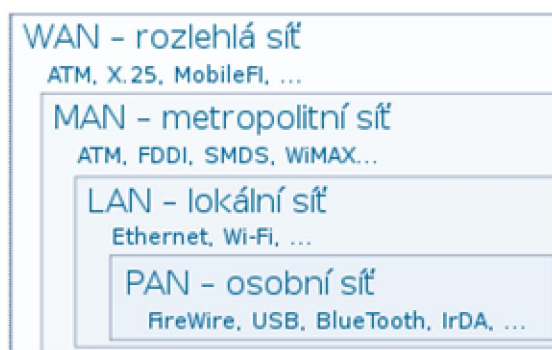 WAN – rozlehlá síť
ATM, X.25, MobileFI, ...
MAN – metropolitní síť
ATM, FDDI, SMDS, WiMAX...
LAN – lokální síť
Ethernet, Wi-Fi, ...
PAN – osobní síť
FireWire, USB, BlueTooth, IrDA, ...